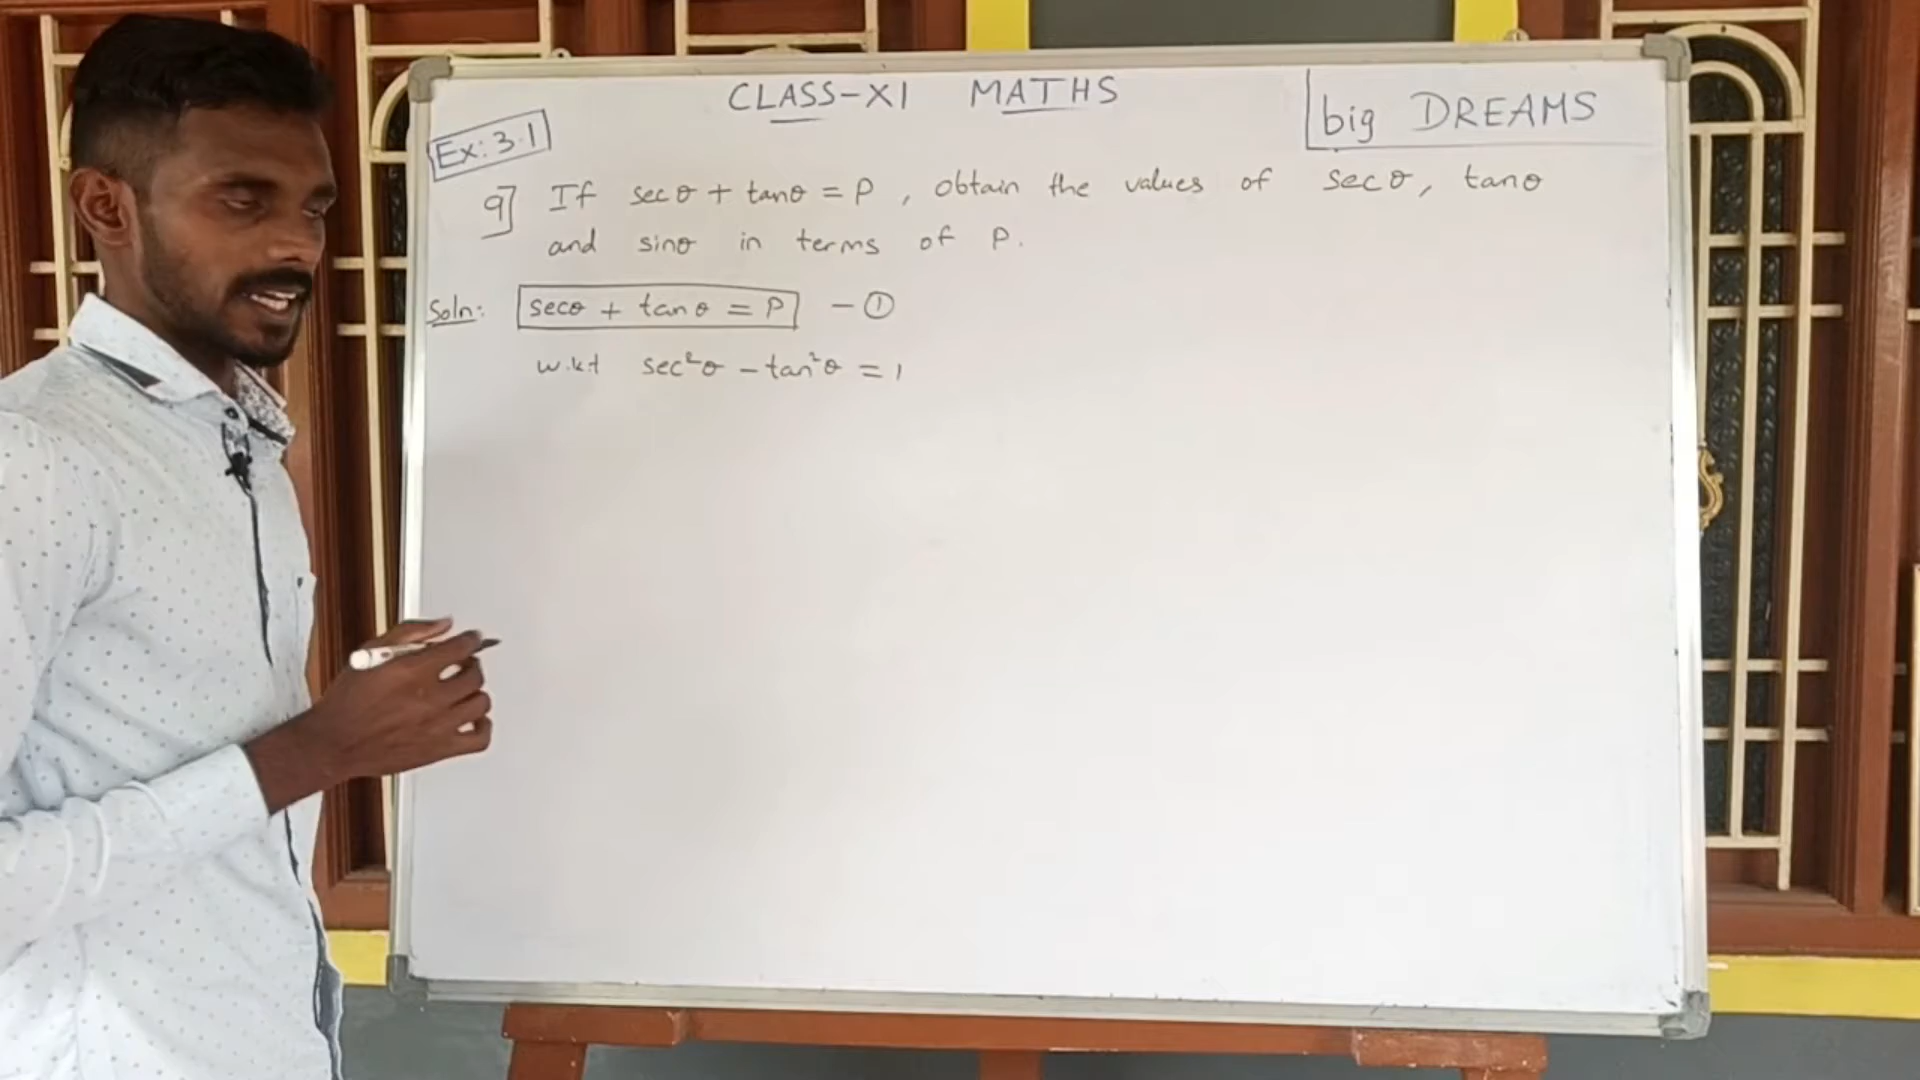 CLASS-XI MATHS
big DREAMS
Ex: 3.1
9] If secθ + tanθ = P, obtain the values of secθ, tanθ
and sinθ in terms of P.
Soln: secθ + tanθ = P - ①
w.k.t sec²θ - tan²θ = 1